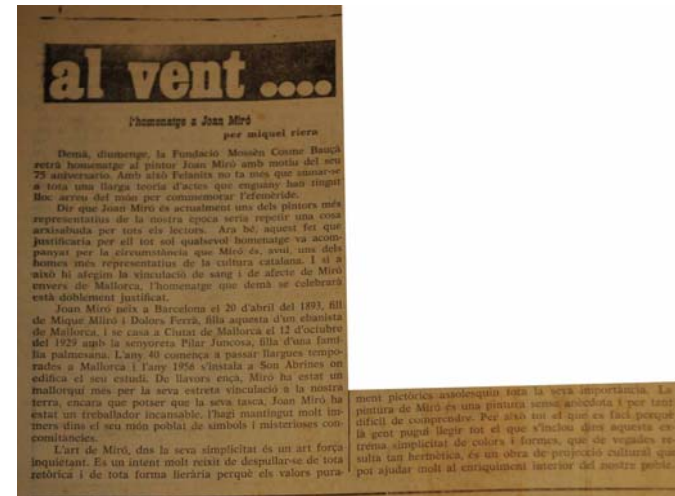 al vent ....
l'homenatge a Joan Miró
per miquel riera
Demà, diumenge, la Fundació Mossèn Cosme Bauçà
retrà homenatge al pintor Joan Miró amb motiu del seu
75 aniversario. Amb això Felanitx no fa més que sumar-se
a tota una llarga teoria d'actes que enguany han tingut
lloc arreu del món per commemorar l'efemèride.
Dir que Joan Miró és actualment uns dels pintors més
representatius de la nostra època seria repetir una cosa
arxisabuda per tots els lectors. Ara bé, aquest fet que
justificaria per ell tot sol qualsevol homenatge va acom-
panyat per la circumstància que Miró és, avui, uns dels
homes més representatius de la cultura catalana. I si a
això hi afegim la vinculació de sang i de afecte de Miró
envers de Mallorca, l'homenatge que demà se celebrarà
està doblement justificat.
Joan Miró neix a Barcelona el 20 d'abril del 1893, fill
de Mique Miiró i Dolors Ferrà, filla aquesta d'un ebanista
de Mallorca, i se casa a Ciutat de Mallorca el 12 d'octubre
del 1929 amb la senyoreta Pilar Juncosa, filla d'una famí-
lia palmesana. L'any 40 comença a passar llargues tempo-
rades a Mallorca i l'any 1956 s'instala a Son Abrines on
edifica el seu estudi. De llavors ençà, Miró ha estat un
mallorquí més per la seva estreta vinculació a la nostra
terra, encara que potser que la seva tasca, Joan Miró ha
estat un treballador incansable, l'hagi mantingut molt im-
mers dins el seu món poblat de símbols i misterioses con-
comitàncies.
L'art de Miró, dns la seva simplicitat és un art força
inquiétant. Es un intent molt reixit de despullar-se de tota
retòrica i de tota forma lierària perquè els valors pura-
ment pictòrics assolesquin tota la seva importància. La
pintura de Miró és una pintura sense anècdota i per tant
difícil de comprendre. Per això tot el que es faci perquè
la gent pugui llegir tot el que s'inclou dins aquesta ex-
trema simplicitat de colors i formes, que de vegades re-
sulta tan hermètica, és un obra de projecció cultural que
pot ajudar molt al enriquiment interior del nostre poble.